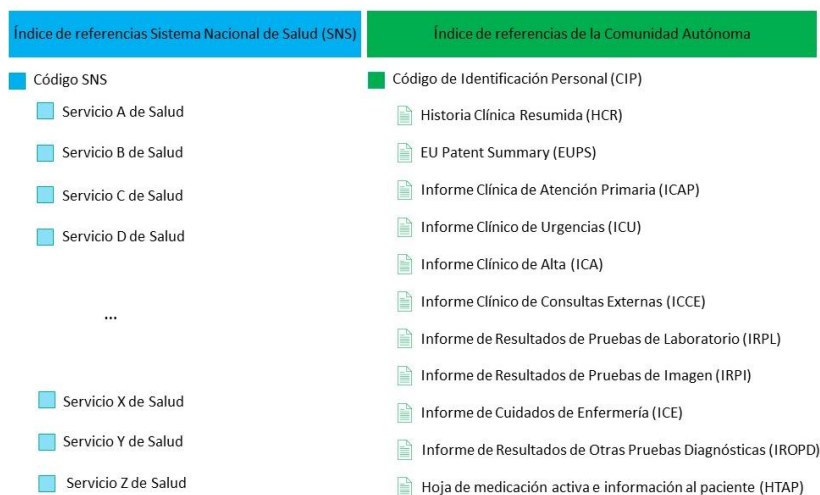 Índice de referencias Sistema Nacional de Salud (SNS)
Código SNS
Servicio A de Salud
Servicio B de Salud
Servicio C de Salud
Servicio D de Salud
...
Servicio X de Salud
Servicio Y de Salud
Servicio Z de Salud
Índice de referencias de la Comunidad Autónoma
Código de Identificación Personal (CIP)
Historia Clínica Resumida (HCR)
EU Patent Summary (EUPS)
Informe Clínica de Atención Primaria (ICAP)
Informe Clínico de Urgencias (ICU)
Informe Clínico de Alta (ICA)
Informe Clínico de Consultas Externas (ICCE)
Informe de Resultados de Pruebas de Laboratorio (IRPL)
Informe de Resultados de Pruebas de Imagen (IRPI)
Informe de Cuidados de Enfermería (ICE)
Informe de Resultados de Otras Pruebas Diagnósticas (IROPD)
Hoja de medicación activa e información al paciente (HTAP)